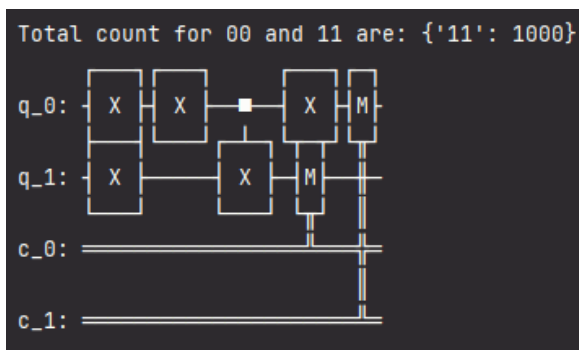 Total count for 00 and 11 are: {'11': 1000}
q_0: X X X M
q_1: X X M
c_0:
c_1: